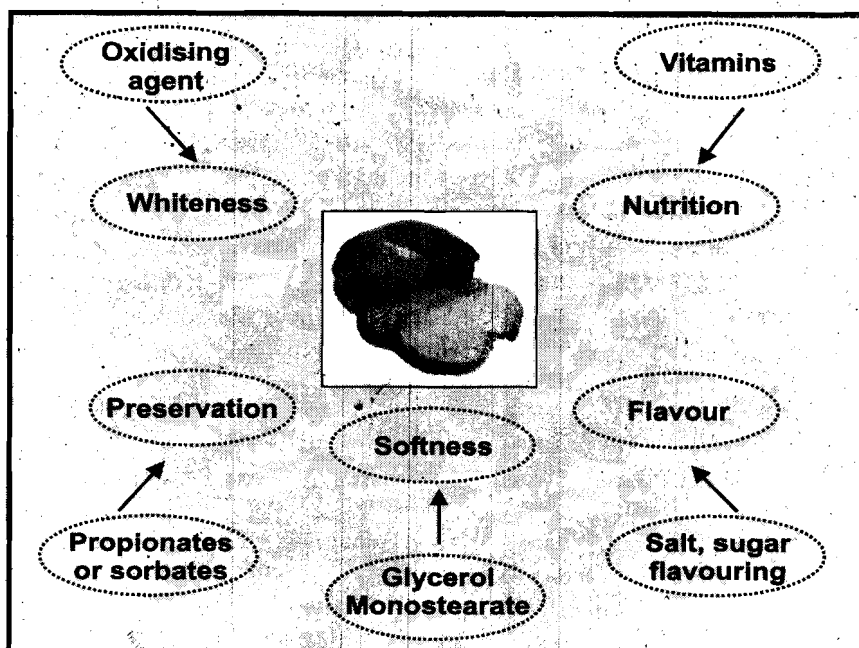 Oxidising
agent
Vitamins
Whiteness
Nutrition
Preservation
Softness
Flavour
Propionates
or sorbates
Glycerol
Monostearate
Salt, sugar
flavouring